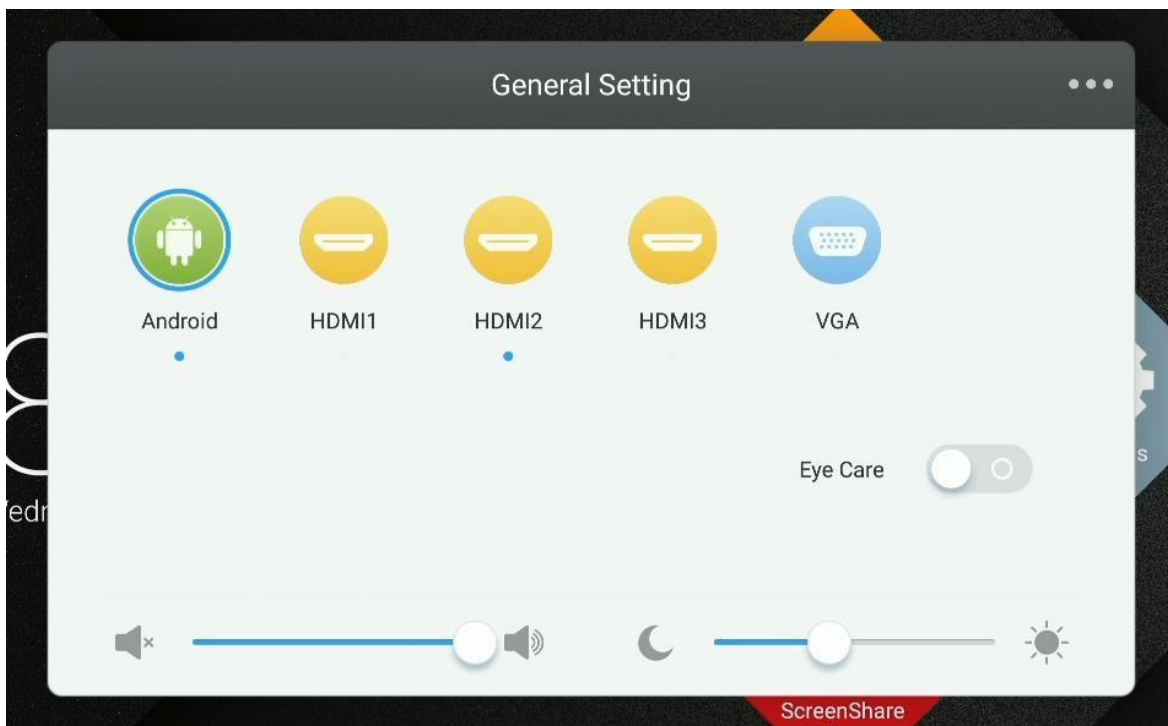 General Setting
Android
HDMI1
HDMI2
HDMI3
VGA
Eye Care
ScreenShare